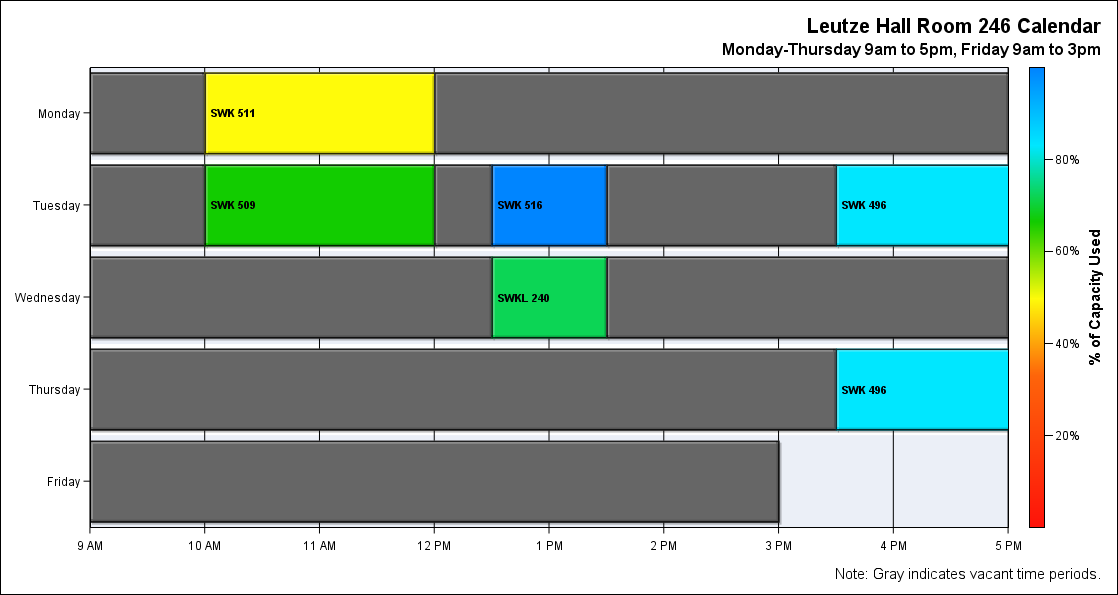 Leutze Hall Room 246 Calendar
Monday-Thursday 9am to 5pm, Friday 9am to 3pm
Monday
SWK 511
Tuesday
SWK 509
SWK 516
SWK 496
Wednesday
SWKL 240
Thursday
SWK 496
Friday
9 AM
10 AM
11 AM
12 PM
1 PM
2 PM
3 PM
4 PM
5 PM
80%
60%
40%
20%
% of Capacity Used
Note: Gray indicates vacant time periods.